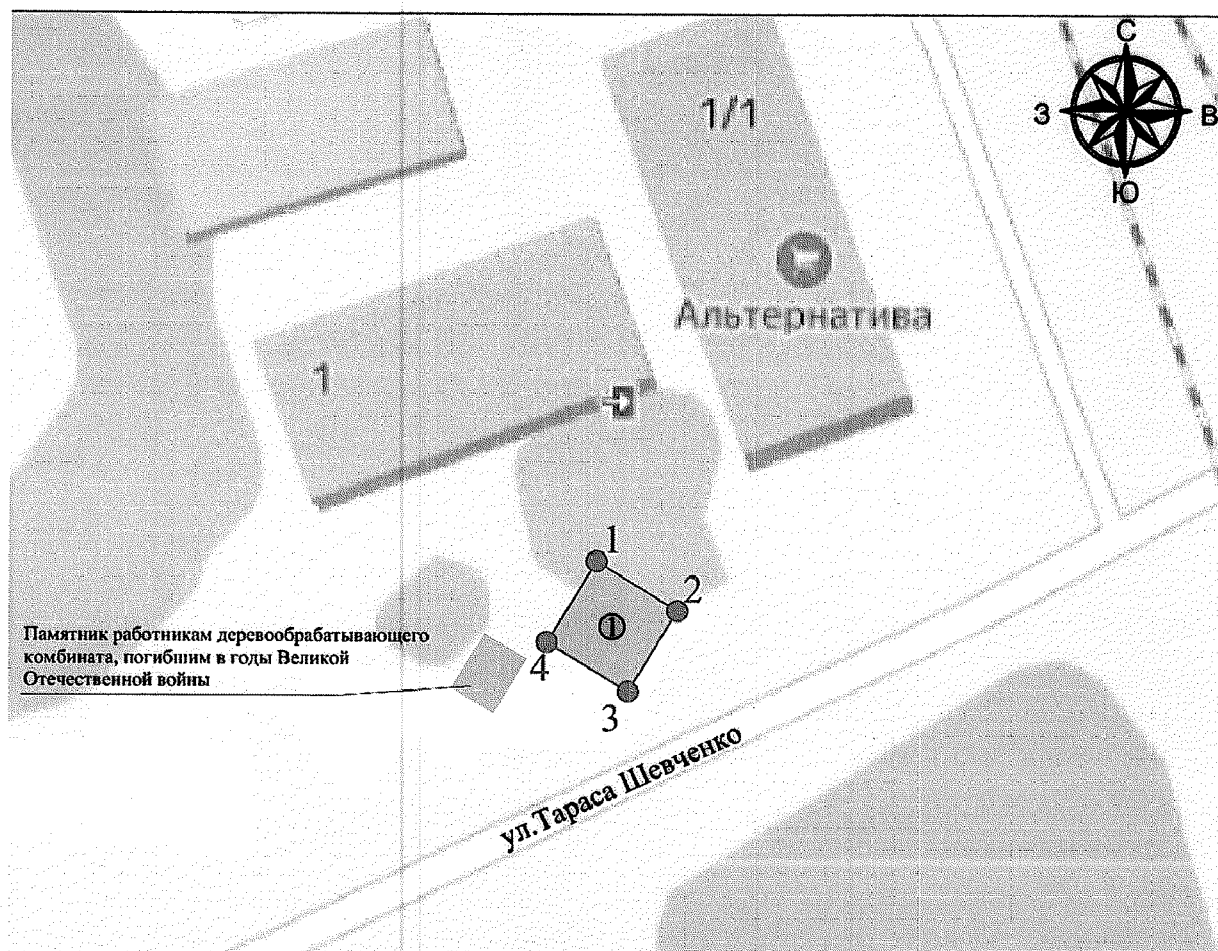 С
1/1
З
В
Ю
Альтернатива
1
1
2
1
Памятник работникам деревообрабатывающего
комбината, погибшим в годы Великой
Отечественной войны
4
3
ул.Тараса Шевченко